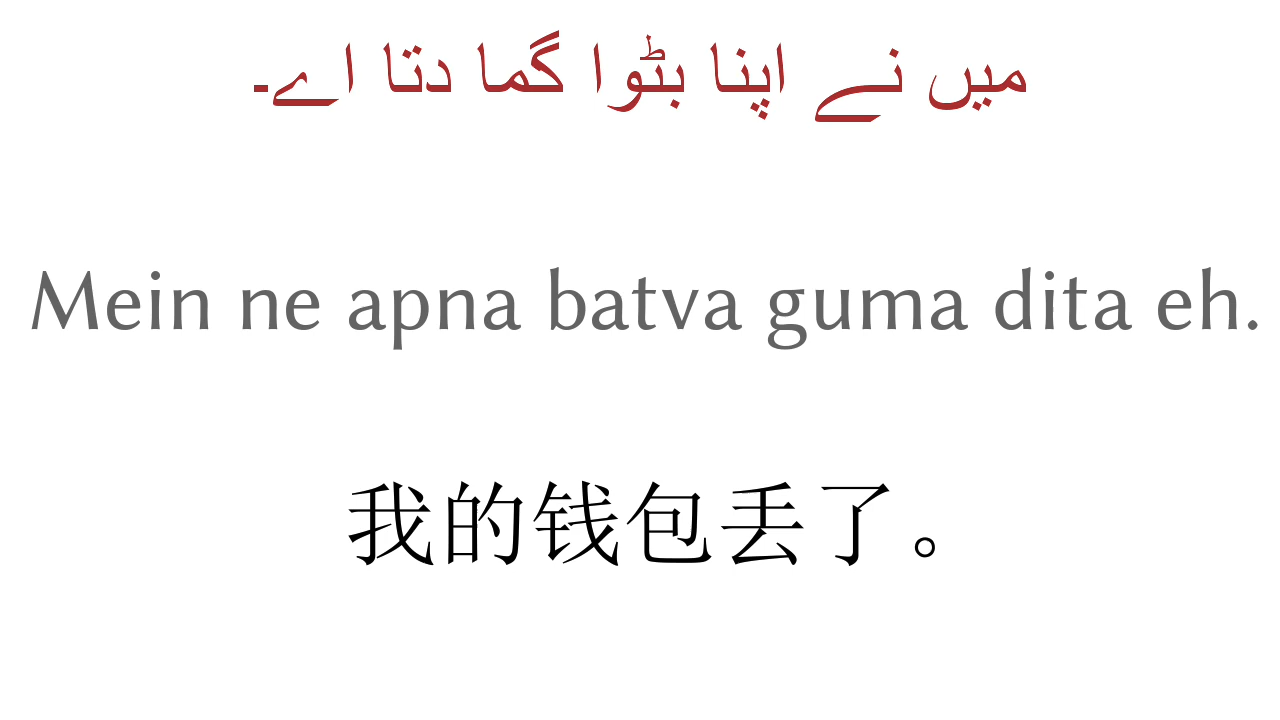 میں نے اپنا بٹوا گما دتا اے۔
Mein ne apna batva guma dita eh.
我的钱包丢了。